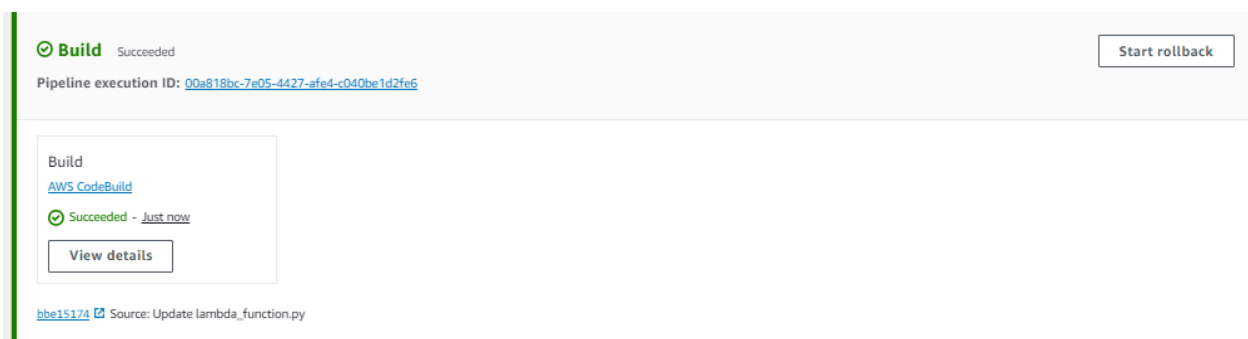 Build Succeeded
Start rollback
Pipeline execution ID: 00a818bc-7e05-4427-afe4-c040be1d2fe6
Build
AWS CodeBuild
Succeeded - Just now
View details
bbe15174 Source: Update lambda_function.py